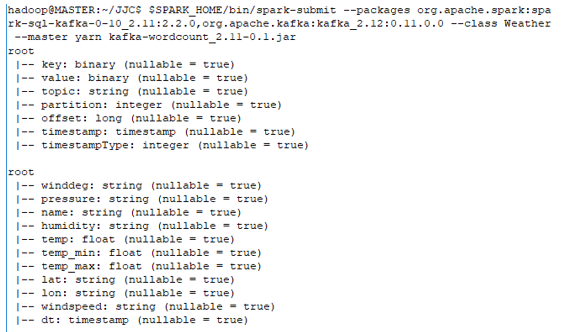 hadoop@MASTER:~/JJC$ $SPARK_HOME/bin/spark-submit --packages org.apache.spark:spa
rk-sql-kafka-0-10_2.11:2.2.0,org.apache.kafka:kafka_2.12:0.11.0.0 --class Weather
--master yarn kafka-wordcount_2.11-0.1.jar
root
|-- key: binary (nullable = true)
|-- value: binary (nullable = true)
|-- topic: string (nullable = true)
|-- partition: integer (nullable = true)
|-- offset: long (nullable = true)
|-- timestamp: timestamp (nullable = true)
|-- timestampType: integer (nullable = true)
root
|-- winddeg: string (nullable = true)
|-- pressure: string (nullable = true)
|-- name: string (nullable = true)
|-- humidity: string (nullable = true)
|-- temp: float (nullable = true)
|-- temp_min: float (nullable = true)
|-- temp_max: float (nullable = true)
|-- lat: string (nullable = true)
|-- lon: string (nullable = true)
|-- windspeed: string (nullable = true)
|-- dt: timestamp (nullable = true)